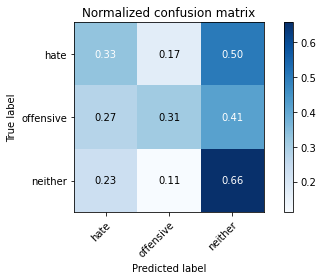 Normalized confusion matrix
True label
hate
offensive
neither
0.33 0.17 0.50
0.27 0.31 0.41
0.23 0.11 0.66
hate
offensive
neither
Predicted label
0.6
0.5
0.4
0.3
0.2